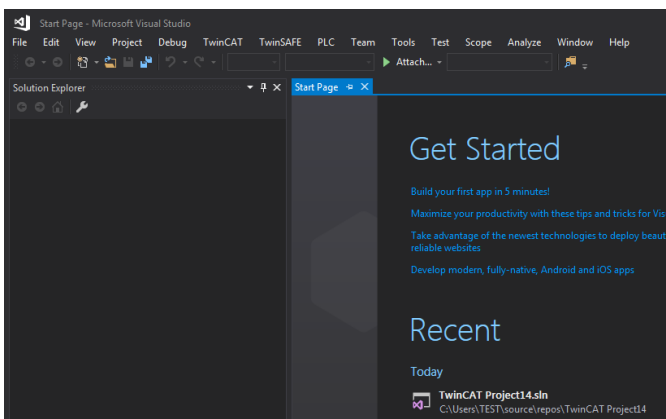 Start Page - Microsoft Visual Studio
File Edit View Project Debug TwinCAT TwinSAFE PLC Team Tools Test Scope Analyze Window Help
Attach...
Solution Explorer
Start Page
Get Started
Build your first app in 5 minutes!
Maximize your productivity with these tips and tricks for Vis
Take advantage of the newest technologies to deploy beaut
reliable websites
Develop modern, fully-native, Android and iOS apps
Recent
Today
TwinCAT Project14.sln
C:\Users\TEST\source\repos\TwinCAT Project14